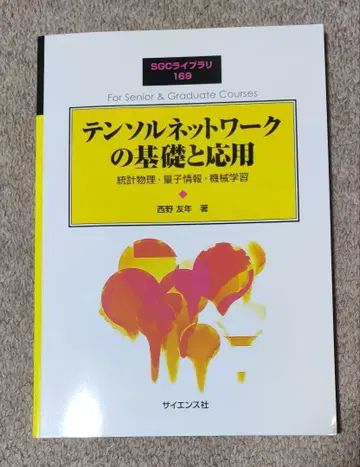 SGCライブラリ
169
For Senior & Graduate Courses
テンソルネットワーク
の基礎と応用
統計物理・量子情報・機械学習
西野 友年 著
サイエンス社